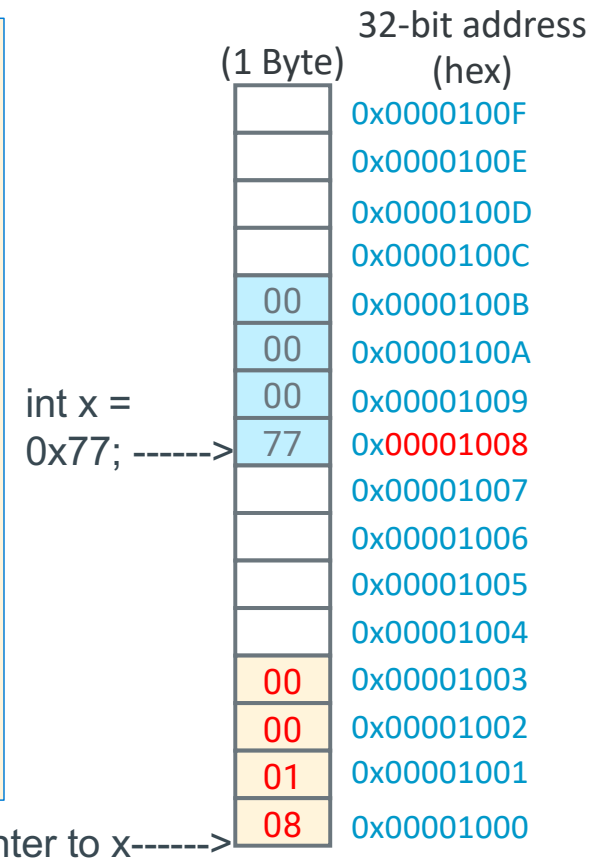 32-bit address
(1 Byte) (hex)
0x0000100F
0x0000100E
0x0000100D
0x0000100C
00 0x0000100B
00 0x0000100A
int x = 00 0x00001009
0x77; ------> 77 0x00001008
0x00001007
0x00001006
0x00001005
0x00001004
00 0x00001003
00 0x00001002
01 0x00001001
nter to x------> 08 0x00001000